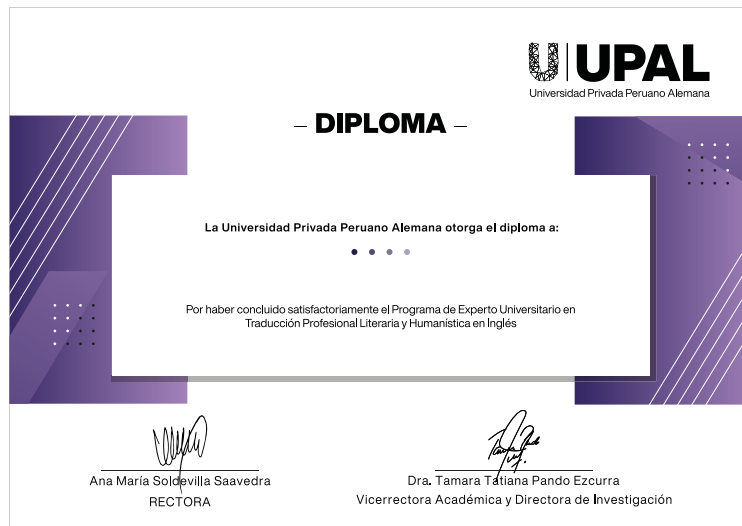 UPAL
Universidad Privada Peruano Alemana
– DIPLOMA –
La Universidad Privada Peruano Alemana otorga el diploma a:
Por haber concluido satisfactoriamente el Programa de Experto Universitario en
Traducción Profesional Literaria y Humanística en Inglés
Ana María Soldevilla Saavedra
RECTORA
Dra. Tamara Tatiana Pando Ezcurra
Vicerrectora Académica y Directora de Investigación